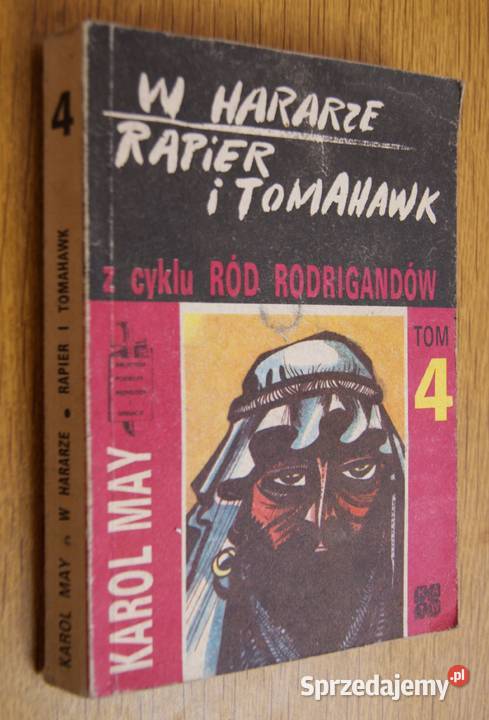 4
KAROL MAY W HARARZE • RAPIER I TOMAHAWK
W HARARZE
RAPIER
i TOMAHAWK
z cyklu RÓD RODRIGANDÓW
TOM
4
KAROL MAY
Sprzedajemy.pl